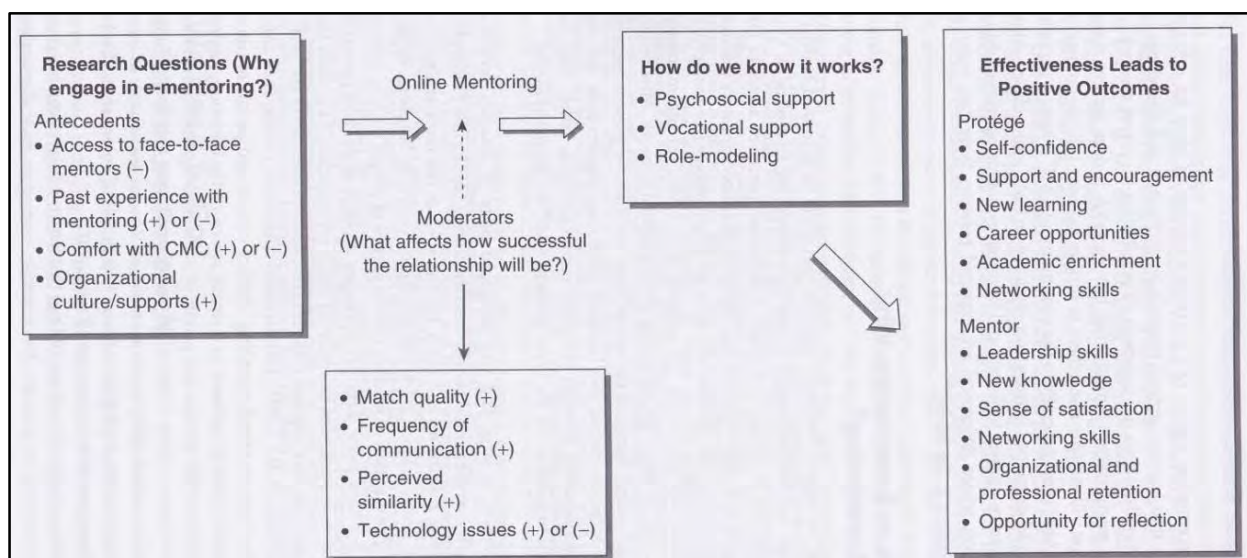 Research Questions (Why
engage in e-mentoring?)
Antecedents
• Access to face-to-face
mentors (–)
• Past experience with
mentoring (+) or (–)
• Comfort with CMC (+) or (–)
• Organizational
culture/supports (+)
Online Mentoring
Moderators
(What affects how successful
the relationship will be?)
• Match quality (+)
• Frequency of
communication (+)
• Perceived
similarity (+)
• Technology issues (+) or (–)
How do we know it works?
• Psychosocial support
• Vocational support
• Role-modeling
Effectiveness Leads to
Positive Outcomes
Protégé
• Self-confidence
• Support and encouragement
• New learning
• Career opportunities
• Academic enrichment
• Networking skills
Mentor
• Leadership skills
• New knowledge
• Sense of satisfaction
• Networking skills
• Organizational and
professional retention
• Opportunity for reflection